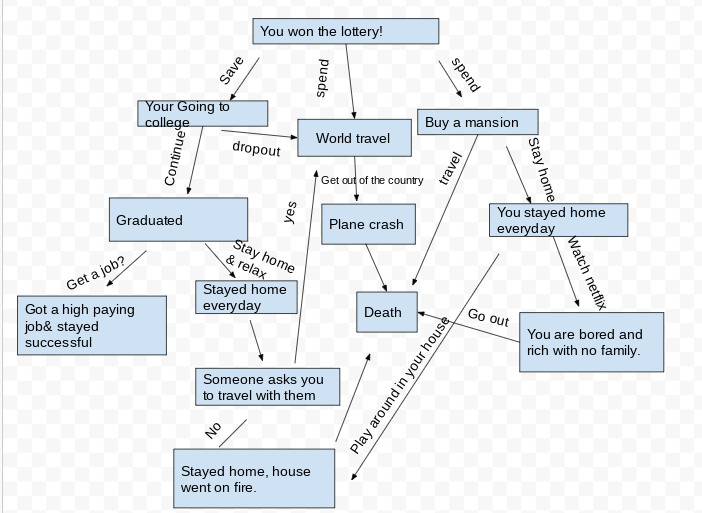 You won the lottery!
Save
spend
spend
Your Going to
college
World travel
Buy a mansion
Continue
dropout
Get out of the country
travel
Stay home
Graduated
yes
Plane crash
You stayed home
everyday
Get a job?
Stay home
& relax
Watch netflix
Got a high paying
job& stayed
successful
Stayed home
everyday
Death
Go out
You are bored and
rich with no family.
Someone asks you
to travel with them
Play around in your house
No
Stayed home, house
went on fire.